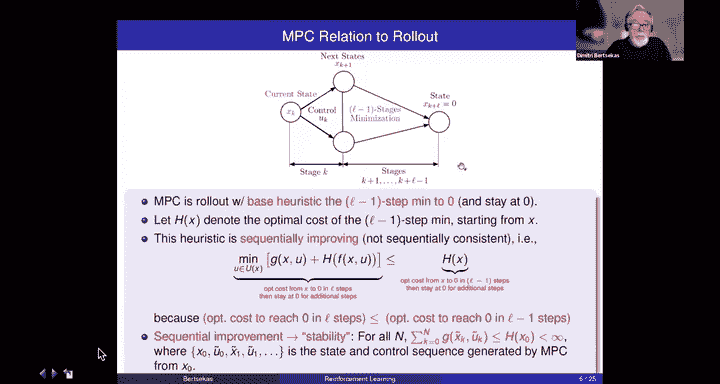 MPC Relation to Rollout
Dimitri Bertsekas
Next States
x_{k+1}
Current State
x_k
Control
u_k
(ℓ − 1)-Stages
Minimization
State
x_{k+ℓ} = 0
Stage k
Stages
k + 1, . . . , k + ℓ − 1
MPC is rollout w/ base heuristic the (ℓ − 1)-step min to 0 (and stay at 0).
Let H(x) denote the optimal cost of the (ℓ − 1)-step min, starting from x.
This heuristic is sequentially improving (not sequentially consistent), i.e.,
min_{u∈U(x)} [g(x, u) + H(f(x, u))] ≤ H(x)
opt cost from x to 0 in ℓ steps
then stay at 0 for additional steps
opt cost from x to 0 in (ℓ − 1) steps
then stay at 0 for additional steps
because (opt. cost to reach 0 in ℓ steps) ≤ (opt. cost to reach 0 in ℓ − 1 steps)
Sequential improvement → "stability": For all N, ∑_{k=0}^{N} g(x̃_k, ũ_k) ≤ H(x_0) < ∞,
where {x_0, ũ_0, x̃_1, ũ_1, . . .} is the state and control sequence generated by MPC
from x_0.
Bertsekas
Reinforcement Learning
6 / 25